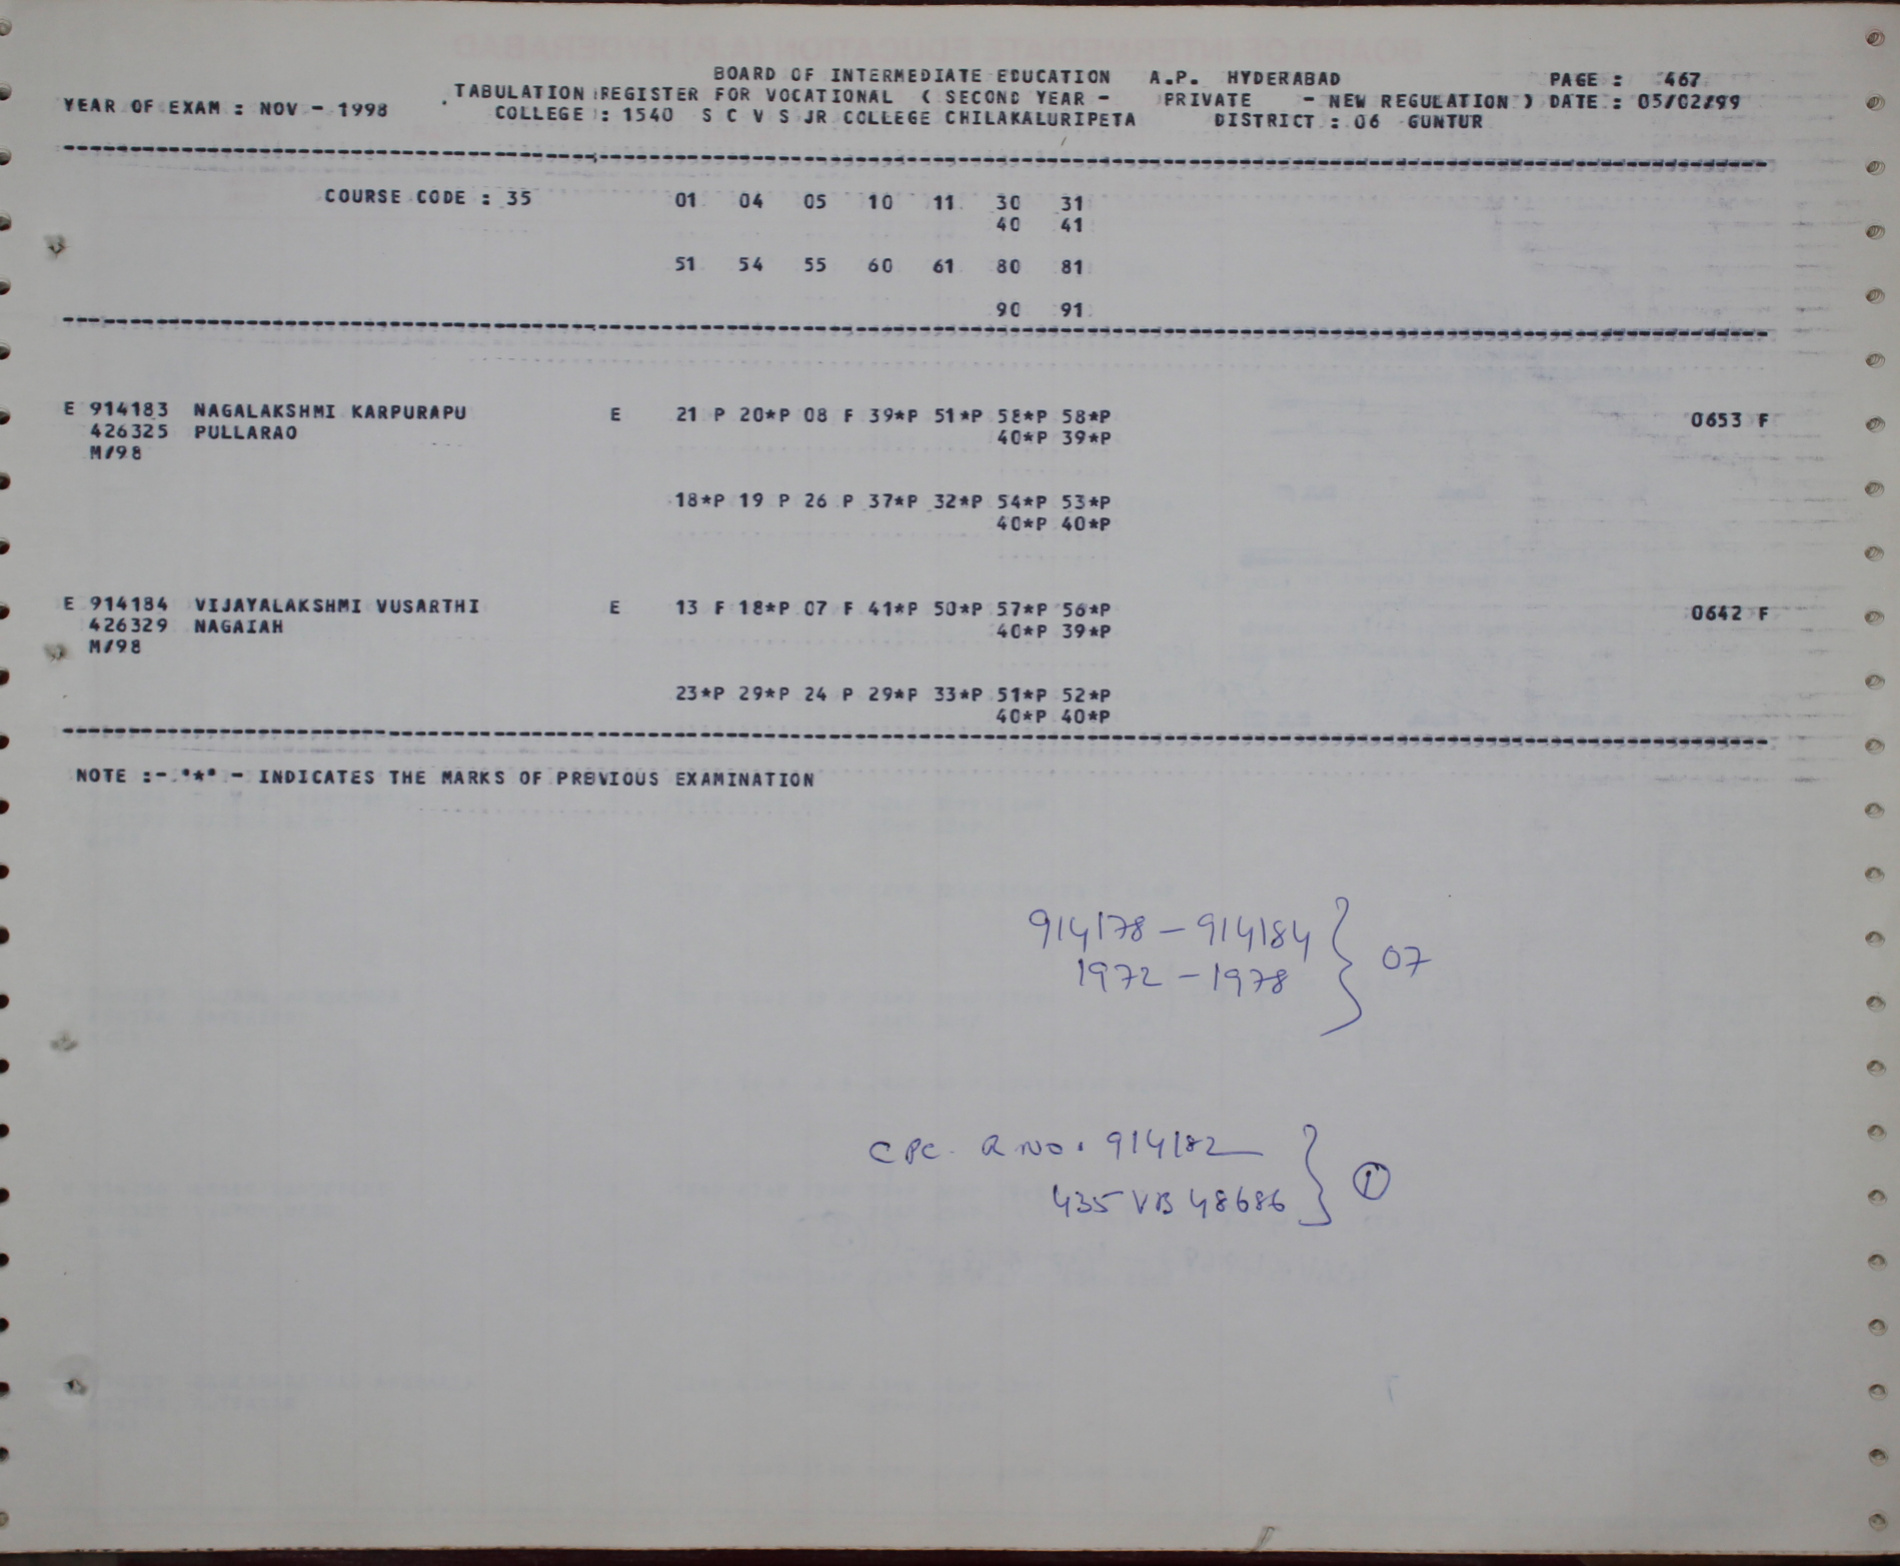 BOARD OF INTERMEDIATE EDUCATION A.P. HYDERABAD PAGE : 467
YEAR OF EXAM : NOV - 1998 TABULATION REGISTER FOR VOCATIONAL ( SECOND YEAR - PRIVATE - NEW REGULATION ) DATE : 05/02/99
COLLEGE : 1540 S C V S JR COLLEGE CHILAKALURIPETA DISTRICT : 06 GUNTUR
COURSE CODE : 35 01 04 05 10 11 30 31
40 41
51 54 55 60 61 80 81
90 91
E 914183 NAGALAKSHMI KARPURAPU E 21 P 20*P 08 F 39*P 51*P 58*P 58*P 0653 F
426325 PULLARAO 40*P 39*P
M/98
18*P 19 P 26 P 37*P 32*P 54*P 53*P
40*P 40*P
E 914184 VIJAYALAKSHMI VUSARTHI E 13 F 18*P 07 F 41*P 50*P 57*P 56*P 0642 F
426329 NAGAIAH 40*P 39*P
M/98
23*P 29*P 24 P 29*P 33*P 51*P 52*P
40*P 40*P
NOTE :- "*" - INDICATES THE MARKS OF PREVIOUS EXAMINATION
914178 - 914184
1972 - 1978 } 07
CPC. R NO. 914182
435 VB 48686 } 1